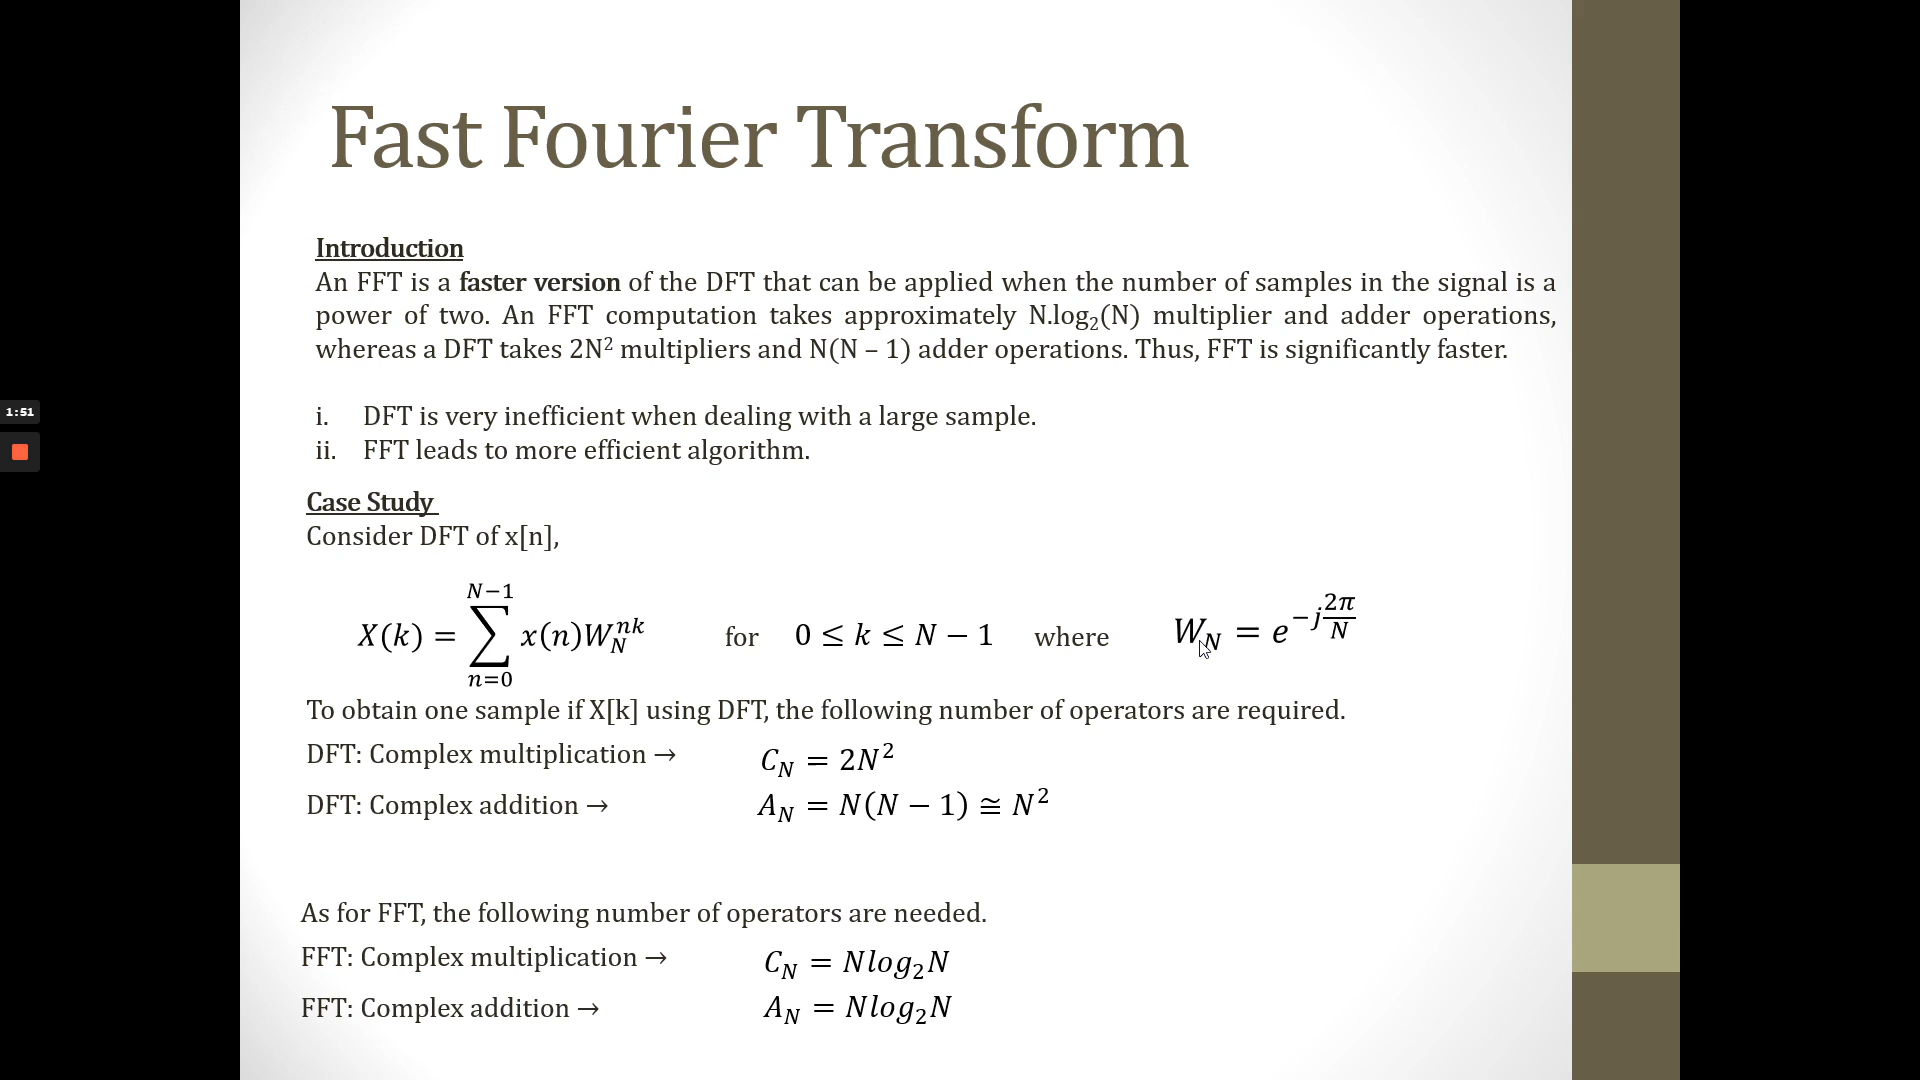 Fast Fourier Transform
Introduction
An FFT is a faster version of the DFT that can be applied when the number of samples in the signal is a
power of two. An FFT computation takes approximately N.log₂(N) multiplier and adder operations,
whereas a DFT takes 2N² multipliers and N(N – 1) adder operations. Thus, FFT is significantly faster.
1:51
i. DFT is very inefficient when dealing with a large sample.
ii. FFT leads to more efficient algorithm.
Case Study
Consider DFT of x[n],
X(k) = \sum_{n=0}^{N-1} x(n)W_N^{nk} for 0 ≤ k ≤ N − 1 where W_N = e^{-j\frac{2π}{N}}
To obtain one sample if X[k] using DFT, the following number of operators are required.
DFT: Complex multiplication → C_N = 2N²
DFT: Complex addition → A_N = N(N − 1) ≅ N²
As for FFT, the following number of operators are needed.
FFT: Complex multiplication → C_N = Nlog₂N
FFT: Complex addition → A_N = Nlog₂N